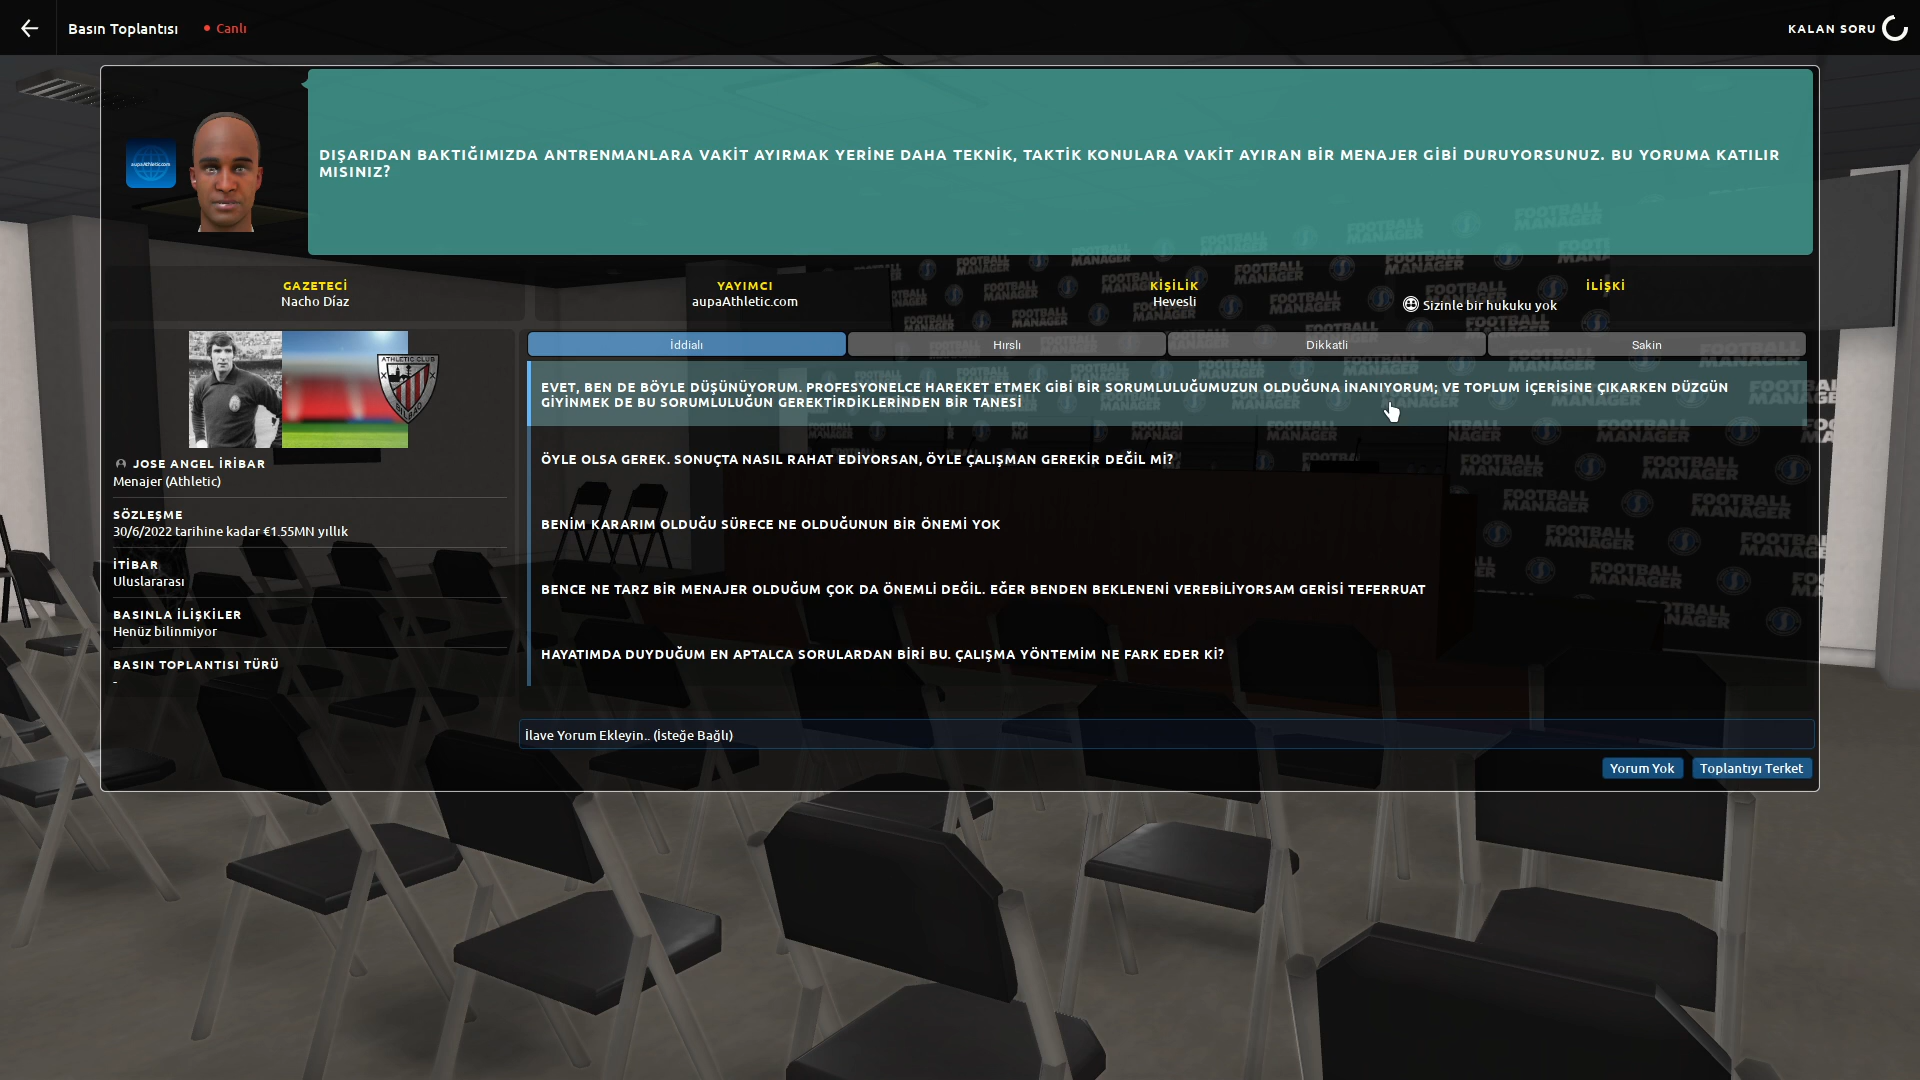 Basın Toplantısı
Canlı
KALAN SORU
aupaAthletic.com
DIŞARIDAN BAKTIĞIMIZDA ANTRENMANLARA VAKİT AYIRMAK YERİNE DAHA TEKNİK, TAKTİK KONULARA VAKİT AYIRAN BİR MENAJER GİBİ DURUYORSUNUZ. BU YORUMA KATILIR
MISINIZ?
GAZETECİ
Nacho Díaz
YAYIMCI
aupaAthletic.com
KİŞİLİK
Hevesli
İLİŞKİ
Sizinle bir hukuku yok
ATHLETIC CLUB
BILBAO
JOSE ANGEL İRİBAR
Menajer (Athletic)
SÖZLEŞME
30/6/2022 tarihine kadar €1.55MN yıllık
İTİBAR
Uluslararası
BASINLA İLİŞKİLER
Henüz bilinmiyor
BASIN TOPLANTISI TÜRÜ
-
İddialı
Hırslı
Dikkatli
Sakin
EVET, BEN DE BÖYLE DÜŞÜNÜYORUM. PROFESYONELCE HAREKET ETMEK GİBİ BİR SORUMLULUĞUMUZUN OLDUĞUNA İNANIYORUM; VE TOPLUM İÇERİSİNE ÇIKARKEN DÜZGÜN
GİYİNMEK DE BU SORUMLULUĞUN GEREKTİRDİKLERİNDEN BİR TANESİ
ÖYLE OLSA GEREK. SONUÇTA NASIL RAHAT EDİYORSAN, ÖYLE ÇALIŞMAN GEREKİR DEĞİL Mİ?
BENİM KARARIM OLDUĞU SÜRECE NE OLDUĞUNUN BİR ÖNEMİ YOK
BENCE NE TARZ BİR MENAJER OLDUĞUM ÇOK DA ÖNEMLİ DEĞİL. EĞER BENDEN BEKLENENİ VEREBİLİYORSAM GERİSİ TEFERRUAT
HAYATIMDA DUYDUĞUM EN APTALCA SORULARDAN BİRİ BU. ÇALIŞMA YÖNTEMİM NE FARK EDER Kİ?
İlave Yorum Ekleyin.. (İsteğe Bağlı)
Yorum Yok
Toplantıyı Terket
FOOTBALL MANAGER